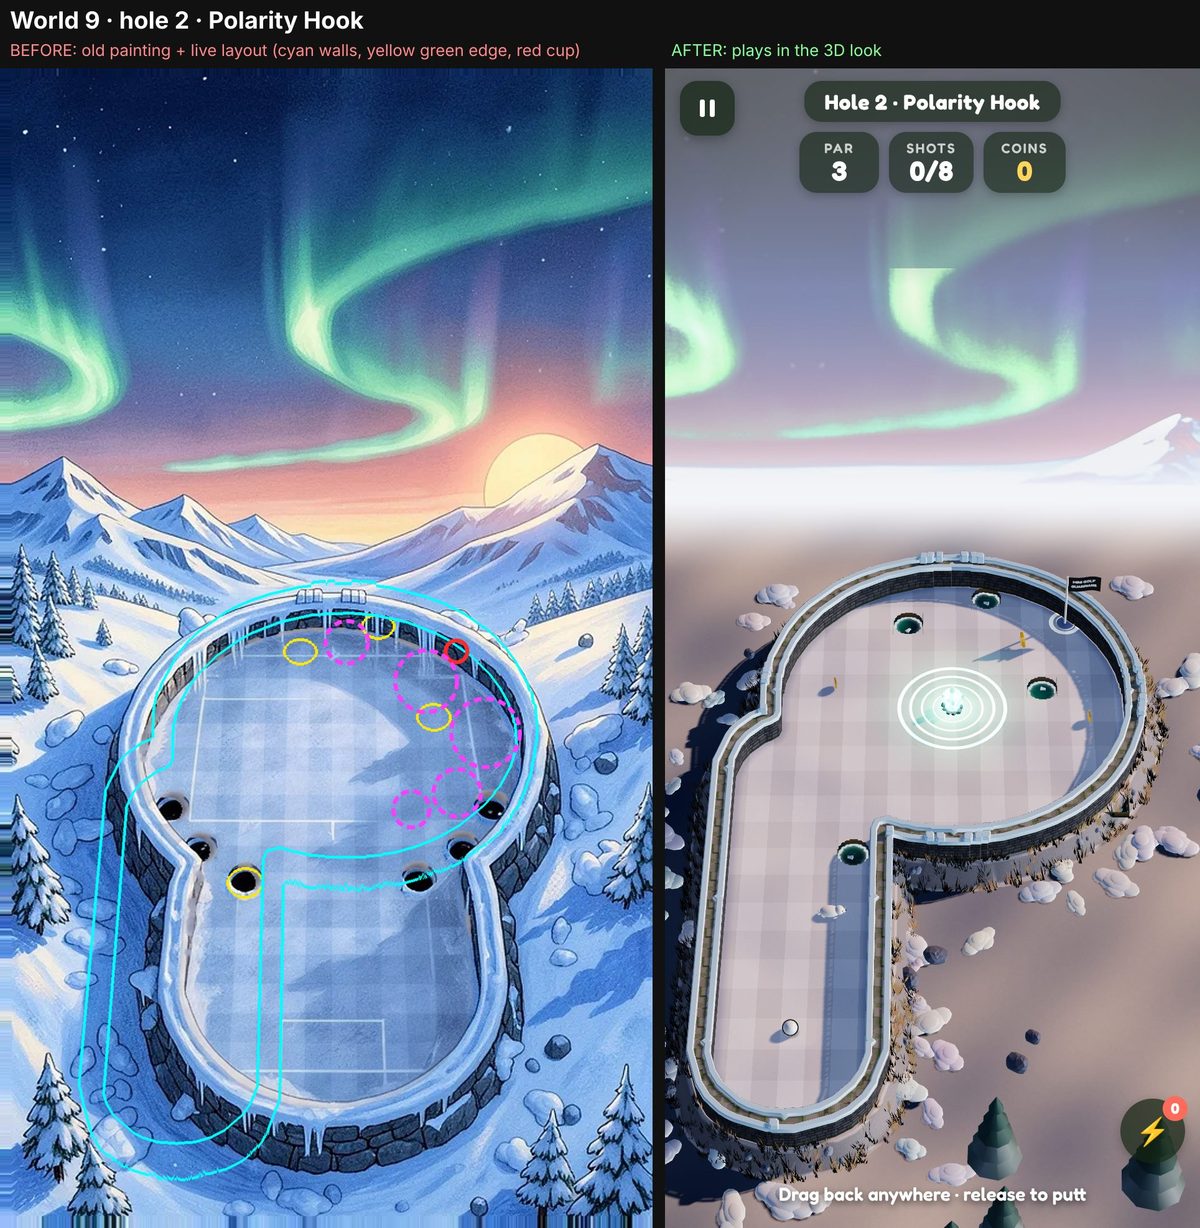 World 9 · hole 2 · Polarity Hook
BEFORE: old painting + live layout (cyan walls, yellow green edge, red cup)
AFTER: plays in the 3D look
Hole 2 · Polarity Hook
PAR
3
SHOTS
0/8
COINS
0
0
Drag back anywhere · release to putt